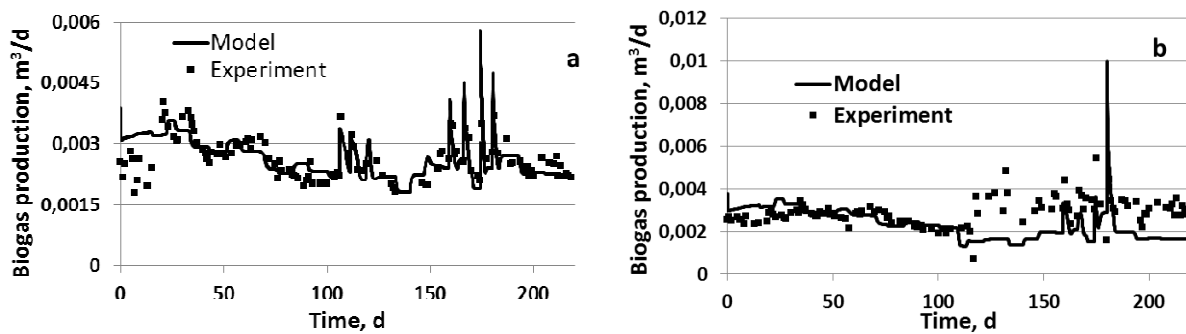 0,006
0,0045
0,003
0,0015
0
Biogas production, m³/d
Model
Experiment
a
0 50 100 150 200
Time, d
0,012
0,01
0,008
0,006
0,004
0,002
0
Biogas production, m³/d
Model
Experiment
b
0 50 100 150 200
Time, d